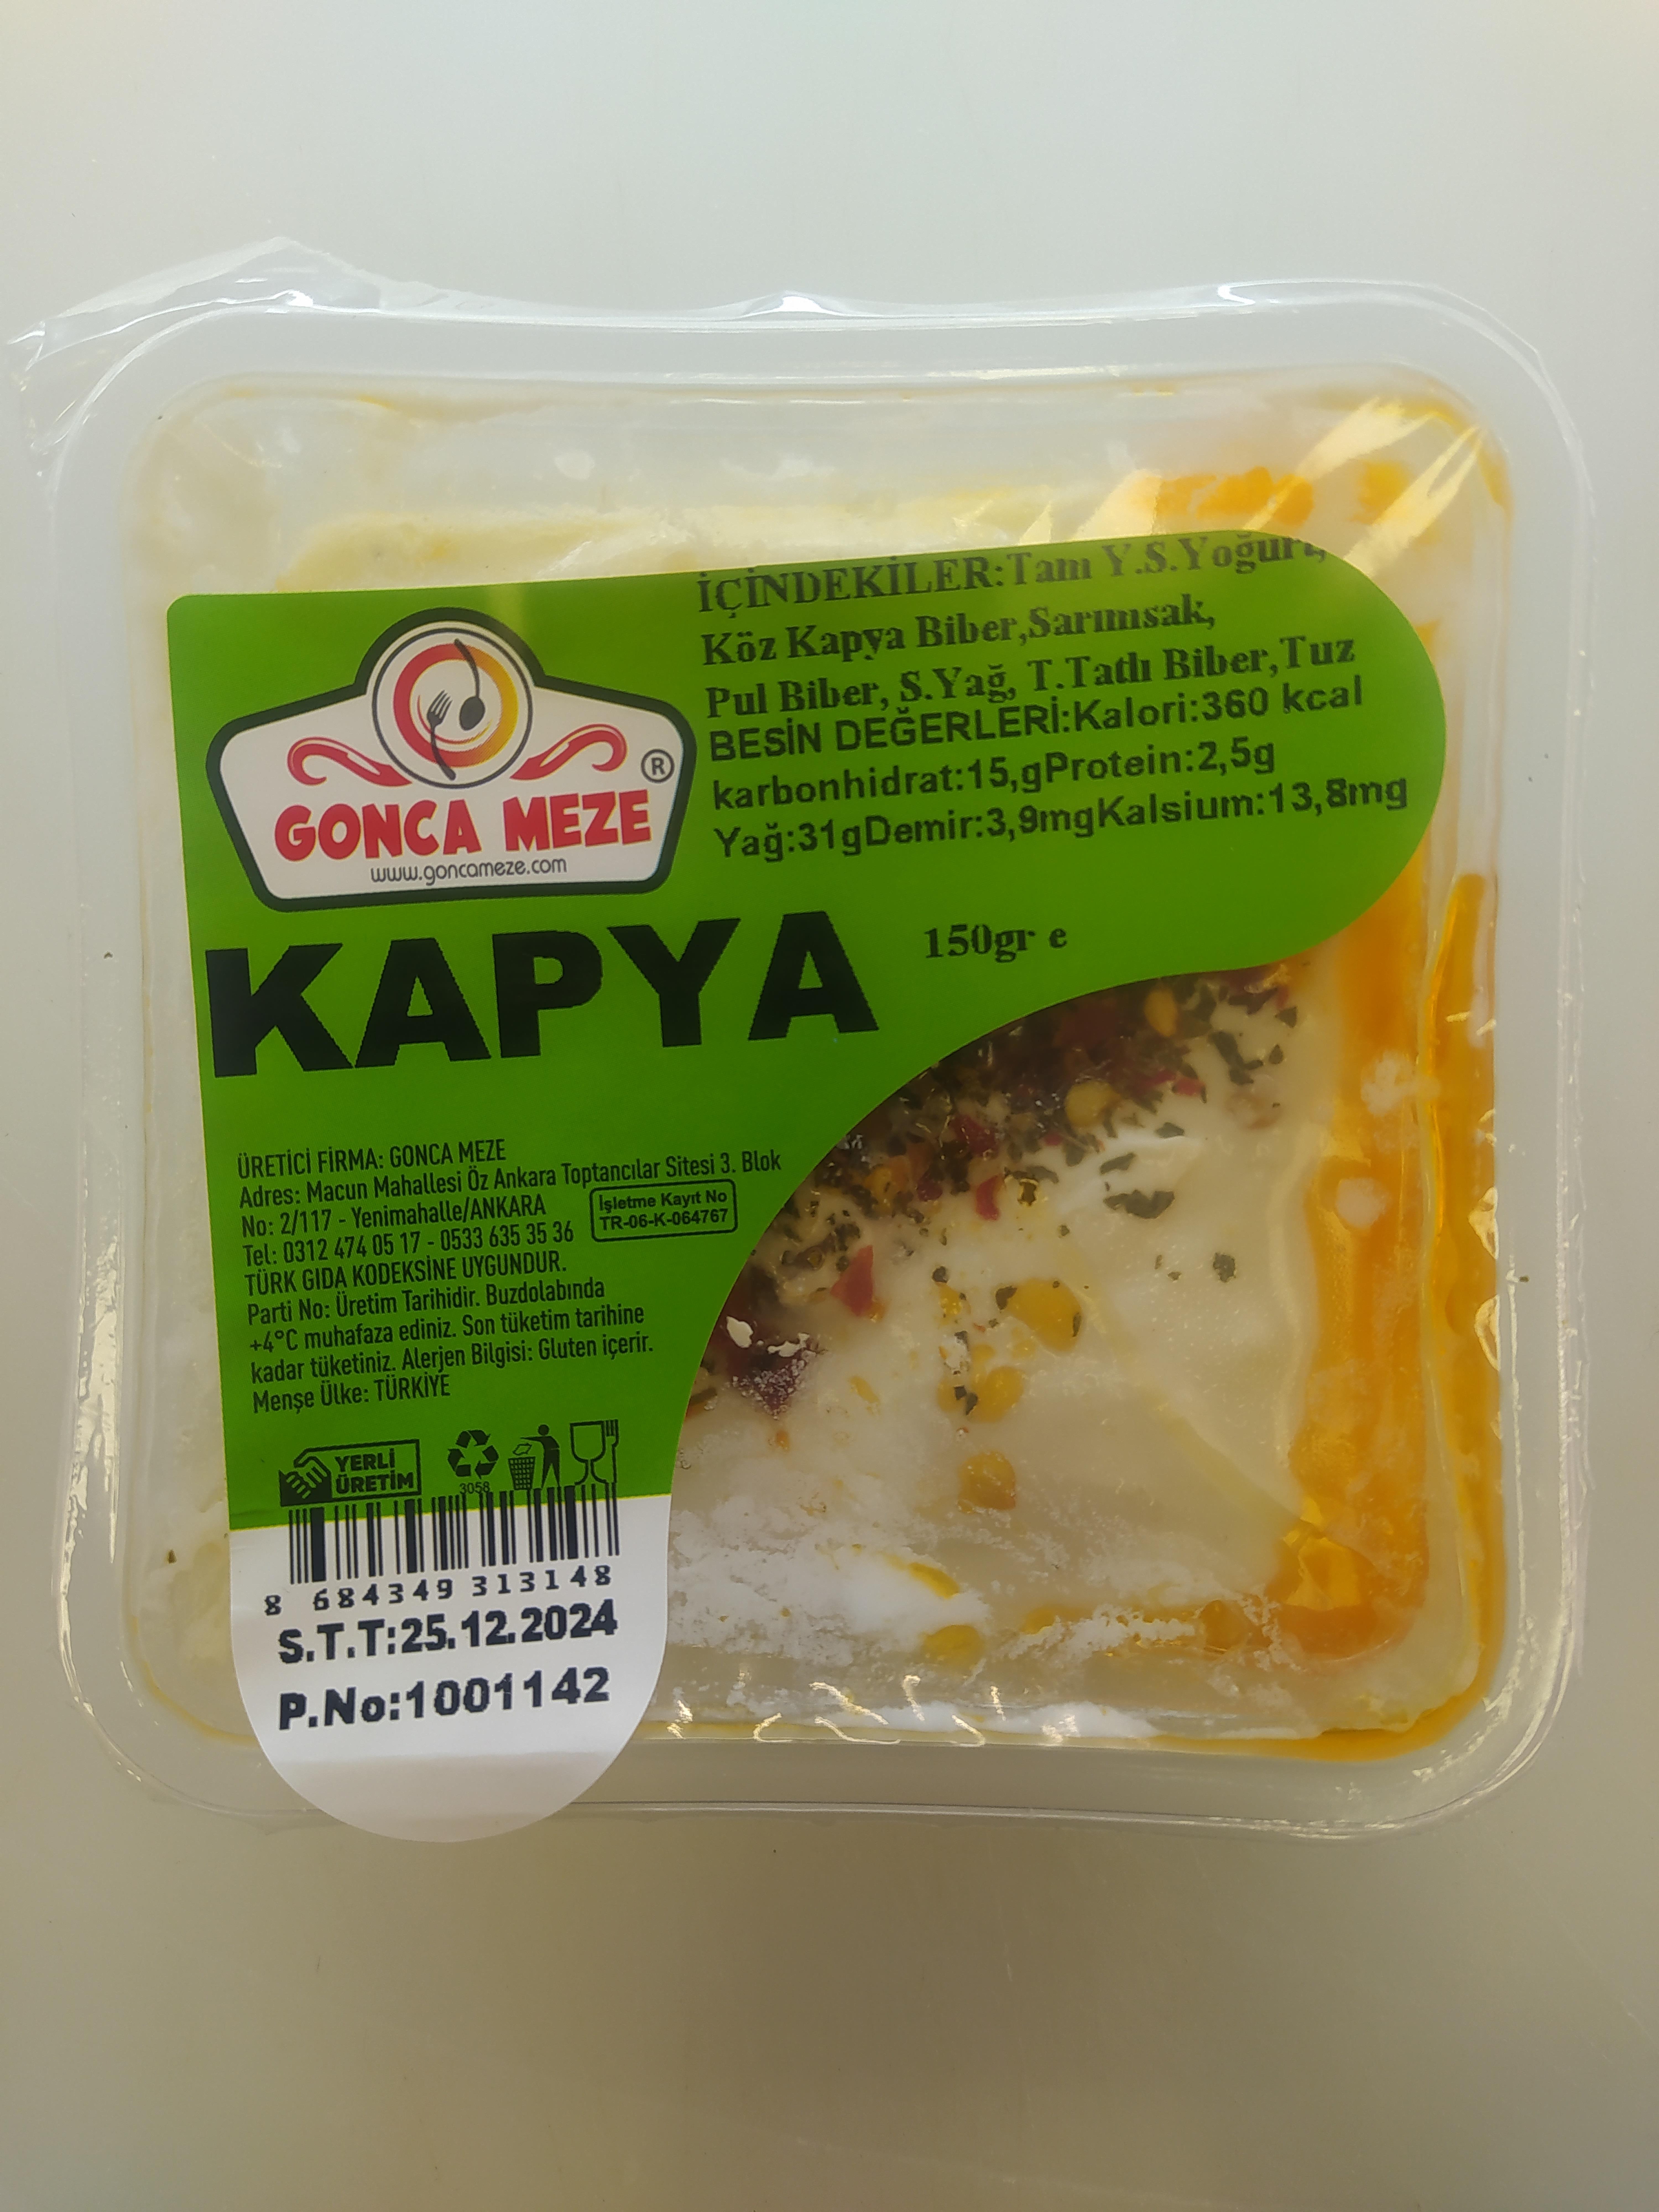 İÇİNDEKİLER:Tam Y.S.Yoğurt,
Köz Kapya Biber,Sarımsak,
Pul Biber, S.Yağ, T.Tatlı Biber,Tuz
BESİN DEĞERLERİ:Kalori:360 kcal
karbonhidrat:15,gProtein:2,5g
Yağ:31gDemir:3,9mgKalsium:13,8mg
®
GONCA MEZE
www.goncameze.com
KAPYA
150gr e
ÜRETİCİ FİRMA: GONCA MEZE
Adres: Macun Mahallesi Öz Ankara Toptancılar Sitesi 3. Blok
No: 2/117 - Yenimahalle/ANKARA
Tel: 0312 474 05 17 - 0533 635 35 36
İşletme Kayıt No
TR-06-K-064767
TÜRK GIDA KODEKSİNE UYGUNDUR.
Parti No: Üretim Tarihidir. Buzdolabında
+4°C muhafaza ediniz. Son tüketim tarihine
kadar tüketiniz. Alerjen Bilgisi: Gluten içerir.
Menşe Ülke: TÜRKİYE
YERLİ
ÜRETİM
3058
8 684349 313148
S.T.T:25.12.2024
P.No:1001142